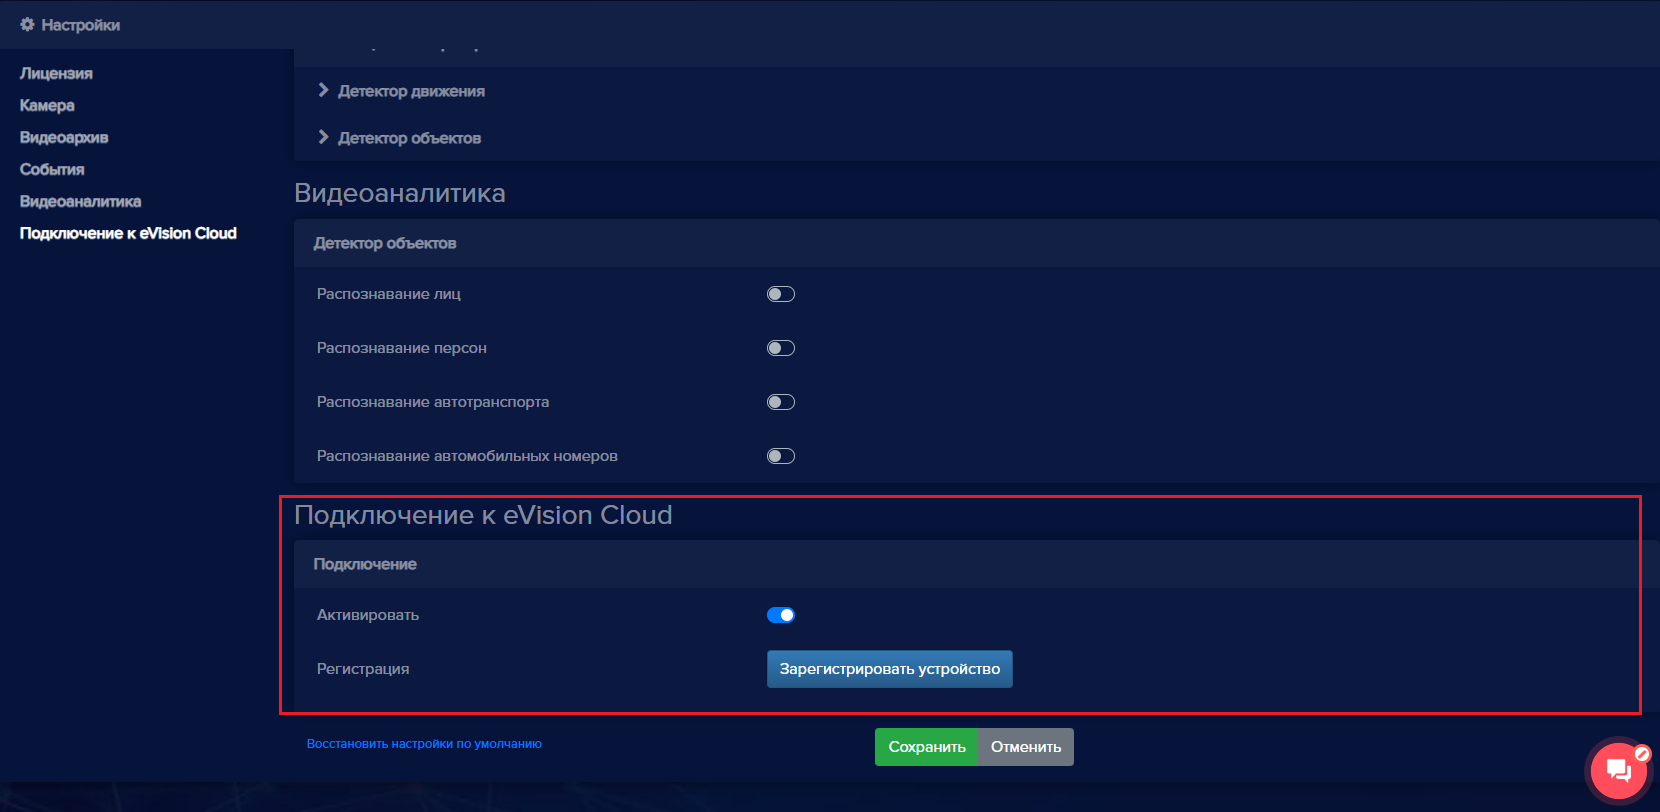 Настройки
Лицензия
Камера
Видеоархив
События
Видеоаналитика
Подключение к eVision Cloud
Детектор движения
Детектор объектов
Видеоаналитика
Детектор объектов
Распознавание лиц
Распознавание персон
Распознавание автотранспорта
Распознавание автомобильных номеров
Подключение к eVision Cloud
Подключение
Активировать
Регистрация
Зарегистрировать устройство
Восстановить настройки по умолчанию
Сохранить
Отменить